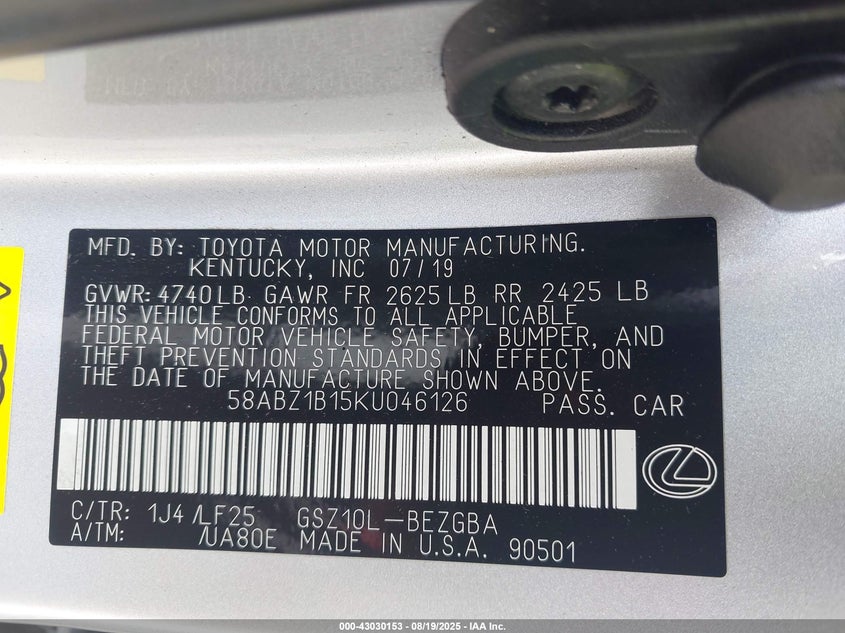 MFD. BY: TOYOTA MOTOR MANUFACTURING.
KENTUCKY, INC 07/19
GVWR: 4740LB GAWR FR 2625LB RR 2425 LB
THIS VEHICLE CONFORMS TO ALL APPLICABLE
FEDERAL MOTOR VEHICLE SAFETY, BUMPER, AND
THEFT PREVENTION STANDARDS IN EFFECT ON
THE DATE OF MANUFACTURE SHOWN ABOVE.
58ABZ1B15KU046126 PASS. CAR
C/TR: 1J4 /LF25 GSZ10L-BEZGBA
A/TM: /UA80E MADE IN U.S.A. 90501
000-43030153 - 08/19/2025 - IAA Inc.